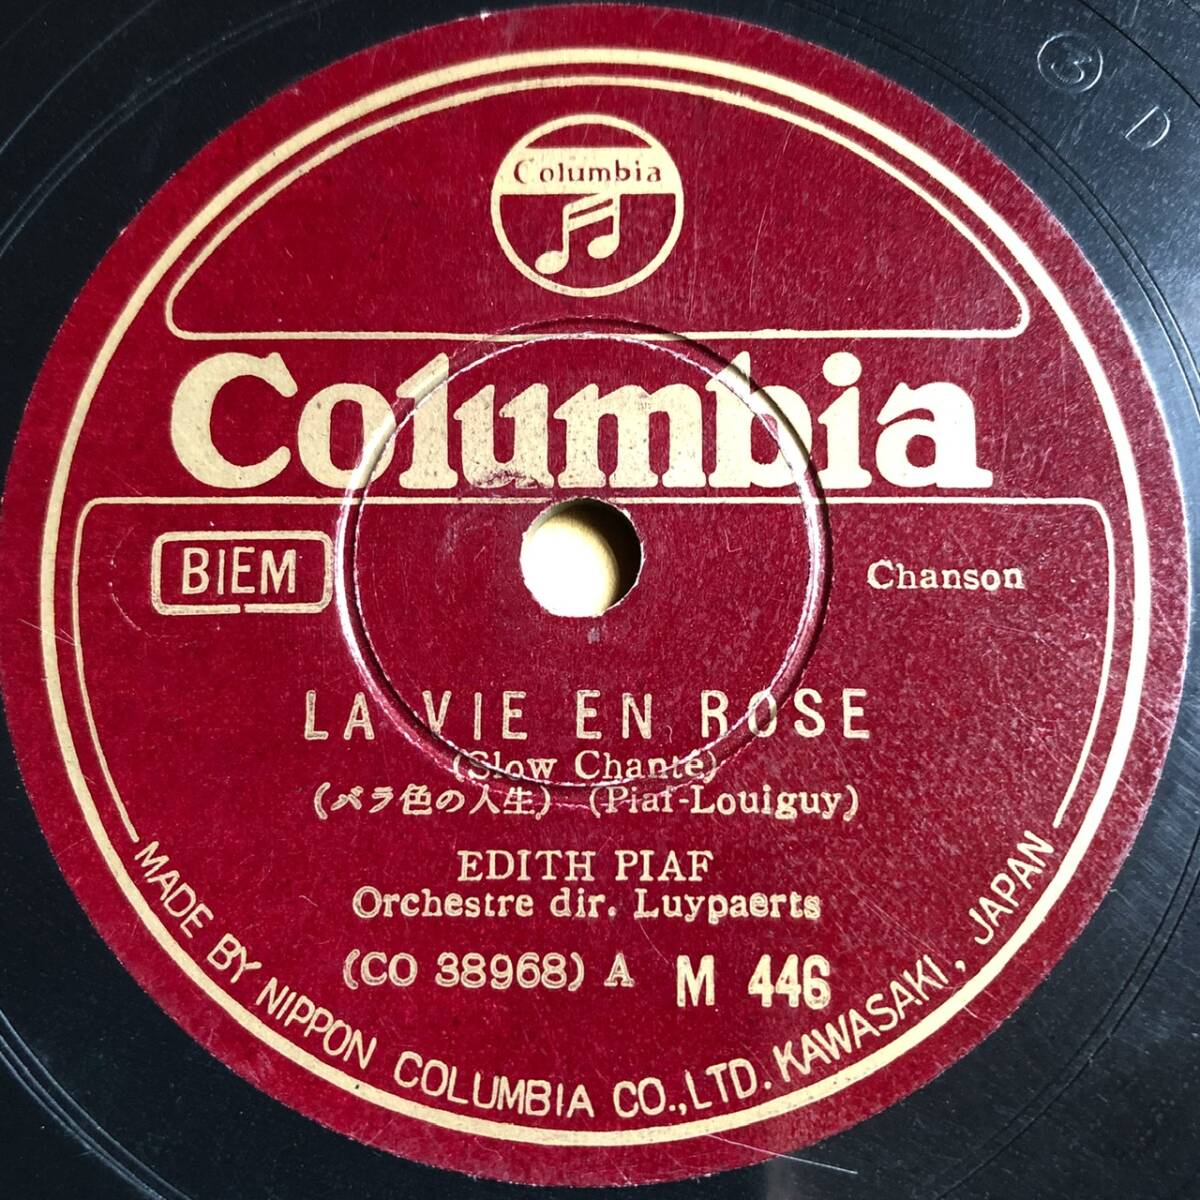 Columbia
Columbia
BIEM
Chanson
LA VIE EN ROSE
(Slow Chanté)
(バラ色の人生) (Piaf-Louiguy)
EDITH PIAF
Orchestre dir. Luypaerts
(CO 38968) A M 446
MADE BY NIPPON COLUMBIA CO., LTD. KAWASAKI, JAPAN
D